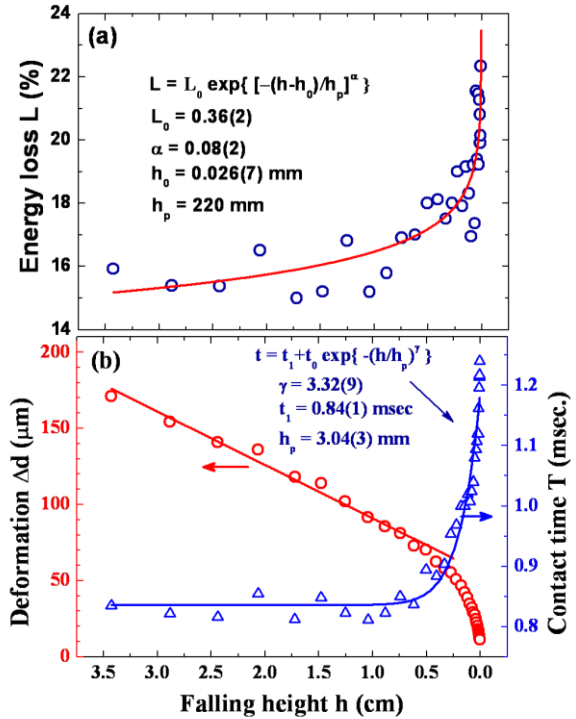 (a)
24
22
20
18
16
14
Energy loss L (%)
L = L₀ exp{ [–(h-h₀)/hₚ]^α }
L₀ = 0.36(2)
α = 0.08(2)
h₀ = 0.026(7) mm
hₚ = 220 mm
(b)
200
150
100
50
0
Deformation Δd (μm)
t = t₁+t₀ exp{ -(h/hₚ)^γ }
γ = 3.32(9)
t₁ = 0.84(1) msec
hₚ = 3.04(3) mm
1.2
1.0
0.9
0.8
Contact time T (msec.)
3.5 3.0 2.5 2.0 1.5 1.0 0.5 0.0
Falling height h (cm)